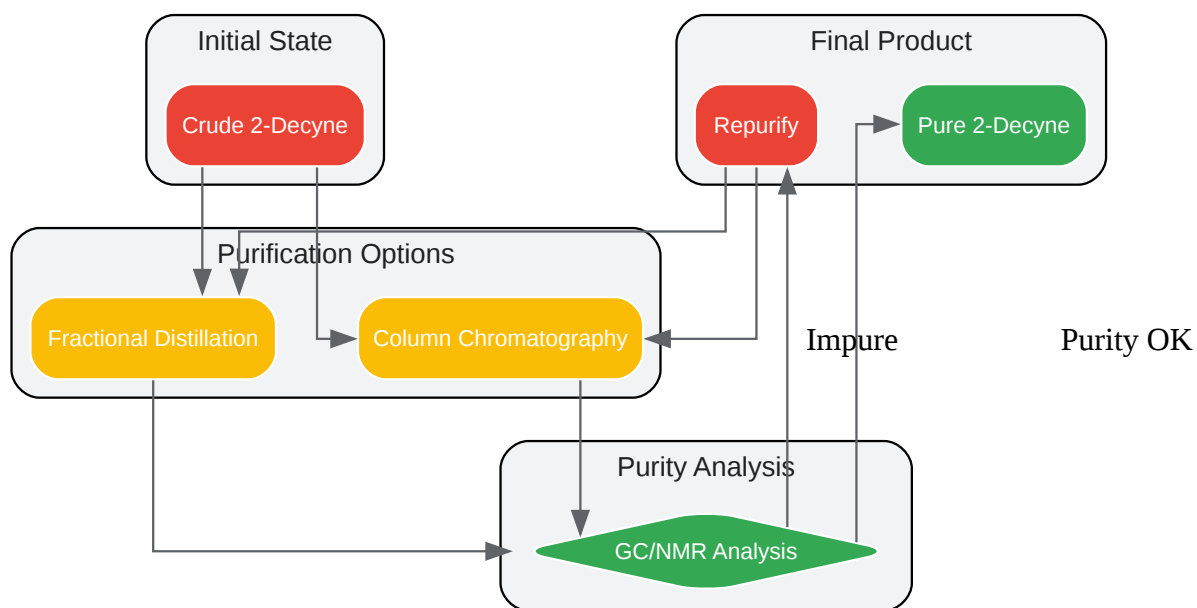 Initial State
Final Product
Crude 2-Decyne
Repurify
Pure 2-Decyne
Purification Options
Fractional Distillation
Column Chromatography
Impure
Purity OK
Purity Analysis
GC/NMR Analysis